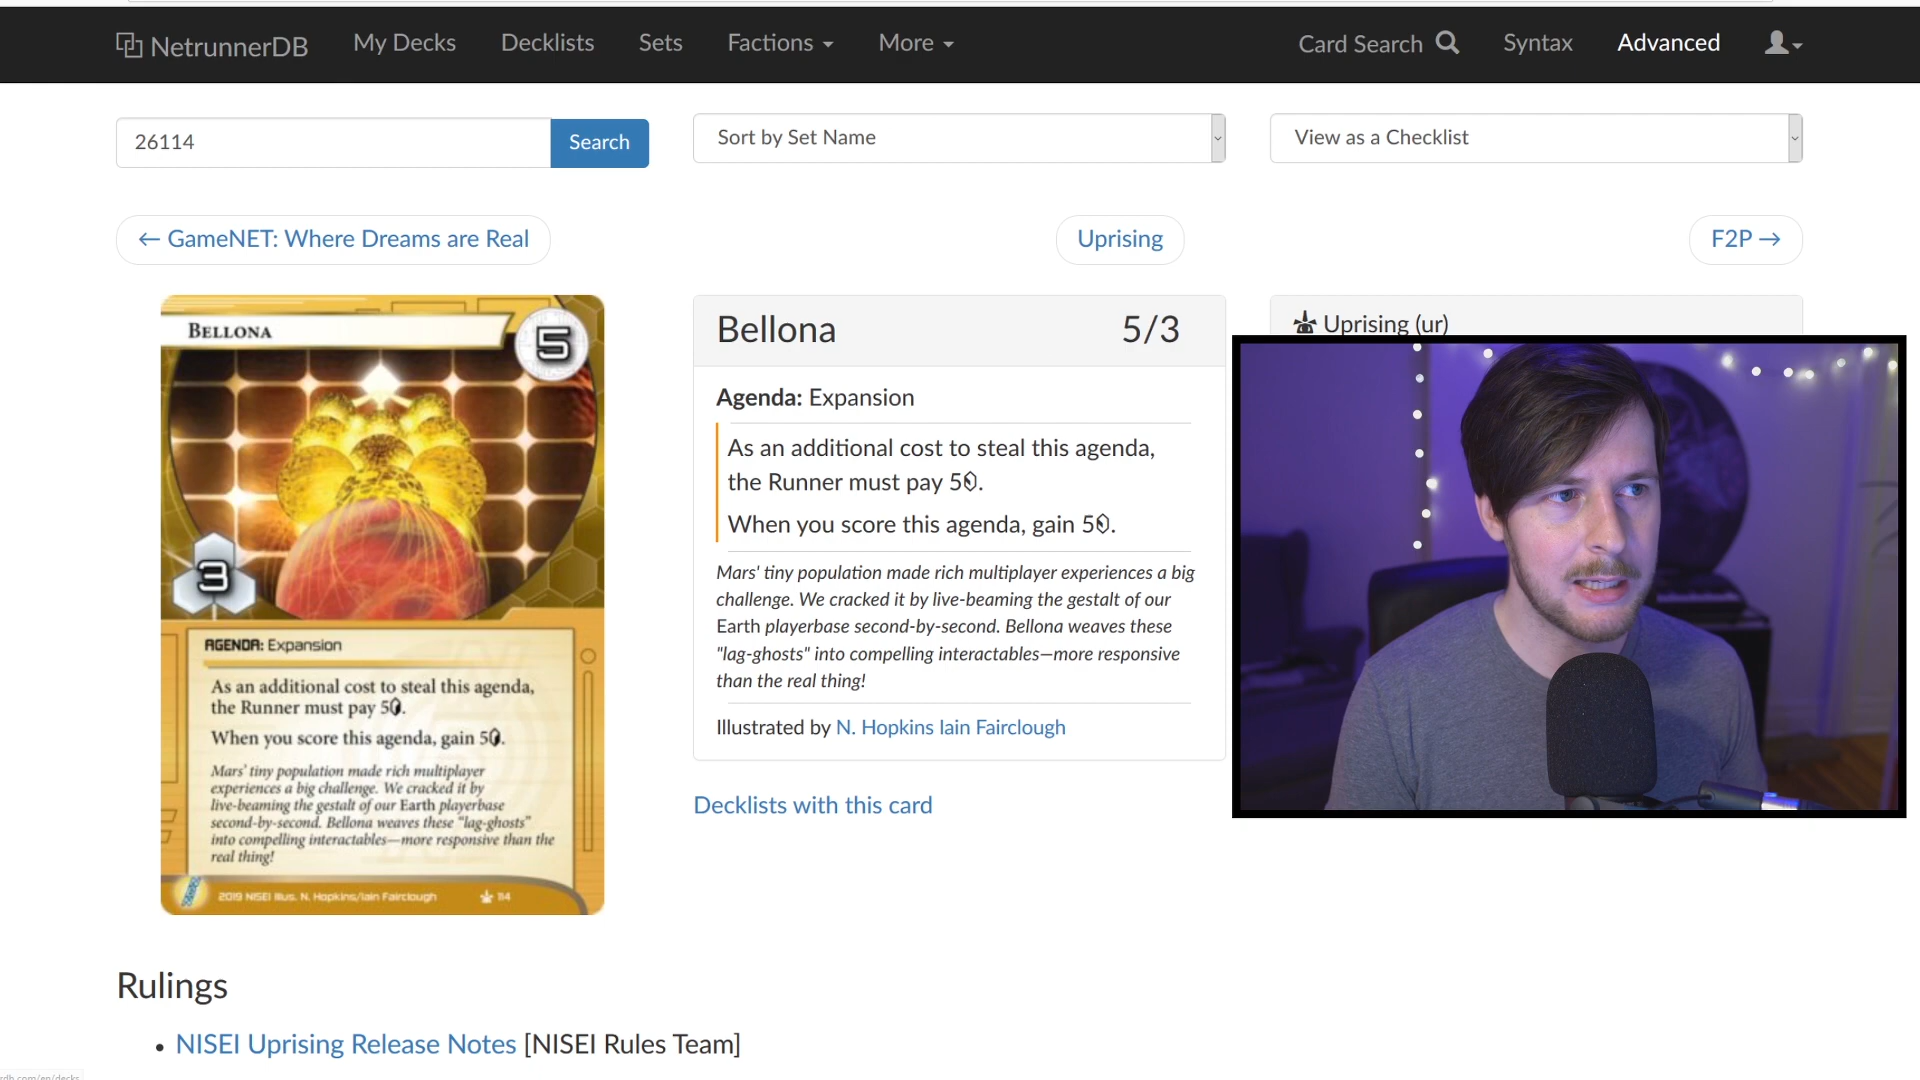 NetrunnerDB My Decks Decklists Sets Factions More Card Search Syntax Advanced
26114 Search Sort by Set Name View as a Checklist
← GameNET: Where Dreams are Real Uprising F2P →
BELLONA
5
3
AGENDA: Expansion
As an additional cost to steal this agenda,
the Runner must pay 5.
When you score this agenda, gain 5.
Mars' tiny population made rich multiplayer
experiences a big challenge. We cracked it by
live-beaming the gestalt of our Earth playerbase
second-by-second. Bellona weaves these "lag-ghosts"
into compelling interactables—more responsive than the
real thing!
2019 NISEI Illus. N. Hopkins/Iain Fairclough 114
Bellona 5/3
Agenda: Expansion
As an additional cost to steal this agenda,
the Runner must pay 5.
When you score this agenda, gain 5.
Mars' tiny population made rich multiplayer experiences a big
challenge. We cracked it by live-beaming the gestalt of our
Earth playerbase second-by-second. Bellona weaves these
"lag-ghosts" into compelling interactables—more responsive
than the real thing!
Illustrated by N. Hopkins Iain Fairclough
Decklists with this card
Uprising (ur)
Rulings
• NISEI Uprising Release Notes [NISEI Rules Team]
rdb.com/en/decks